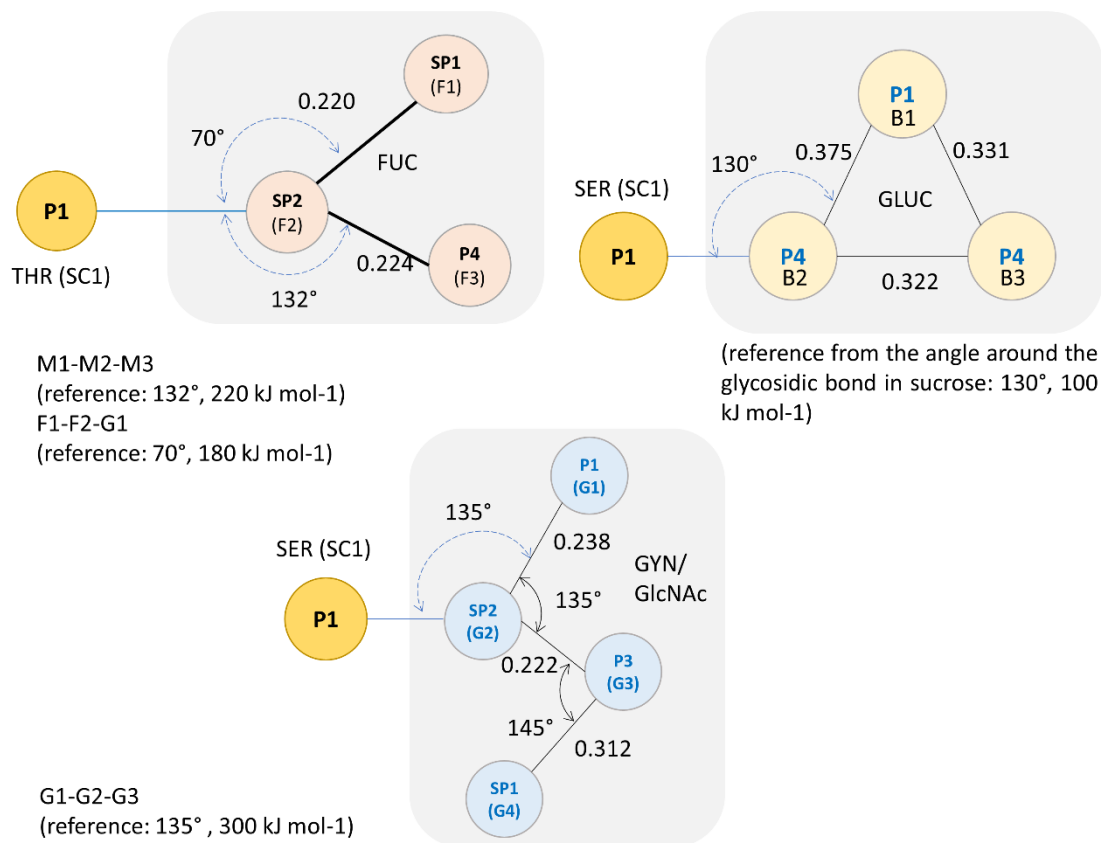 SP1
(F1)
0.220
70°
FUC
P1
SP2
(F2)
P4
(F3)
0.224
THR (SC1)
132°
P1
B1
130°
0.375
0.331
SER (SC1)
GLUC
P1
P4
B2
P4
B3
0.322
M1-M2-M3
(reference: 132°, 220 kJ mol-1)
F1-F2-G1
(reference: 70°, 180 kJ mol-1)
(reference from the angle around the
glycosidic bond in sucrose: 130°, 100
kJ mol-1)
P1
(G1)
135°
0.238
SER (SC1)
GYN/
GlcNAc
135°
P1
SP2
(G2)
0.222
P3
(G3)
145°
0.312
SP1
(G4)
G1-G2-G3
(reference: 135° , 300 kJ mol-1)